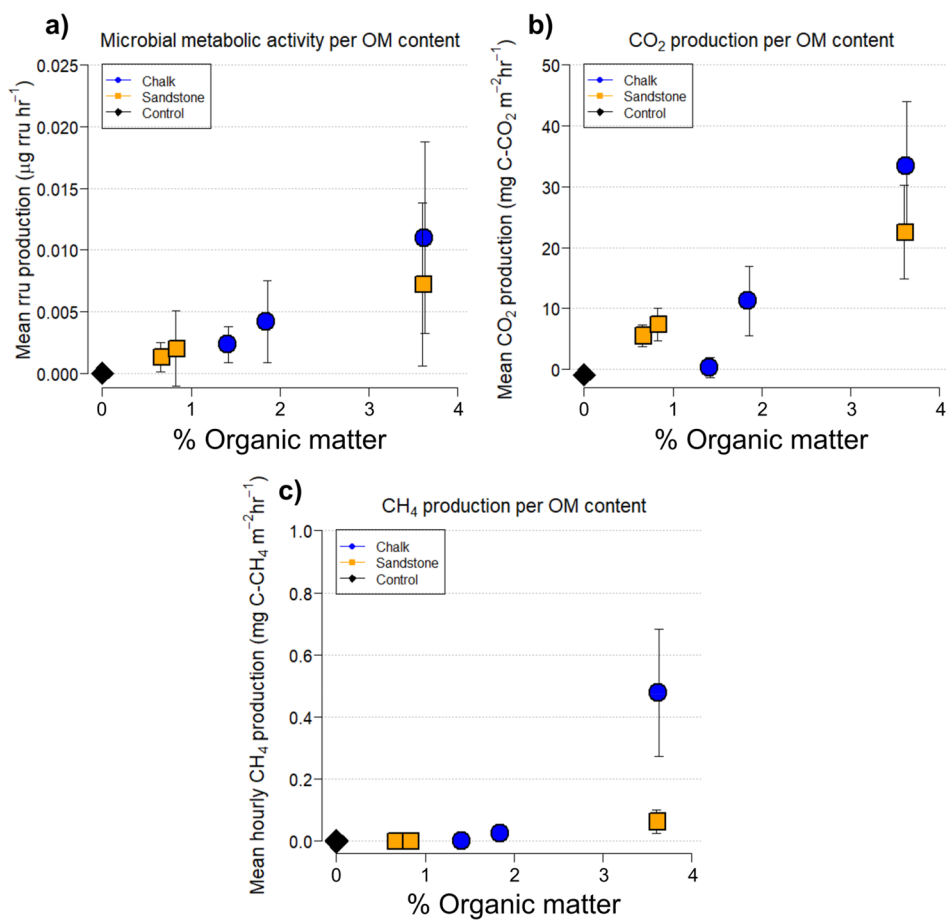 a)
Microbial metabolic activity per OM content
Mean rru production (µg rru hr⁻¹)
0.025
0.020
0.015
0.010
0.005
0.000
Chalk
Sandstone
Control
0 1 2 3 4
% Organic matter
b)
CO₂ production per OM content
Mean CO₂ production (mg C-CO₂ m⁻²hr⁻¹)
50
40
30
20
10
0
Chalk
Sandstone
Control
0 1 2 3 4
% Organic matter
c)
CH₄ production per OM content
Mean hourly CH₄ production (mg C-CH₄ m⁻²hr⁻¹)
1.0
0.8
0.6
0.4
0.2
0.0
Chalk
Sandstone
Control
0 1 2 3 4
% Organic matter